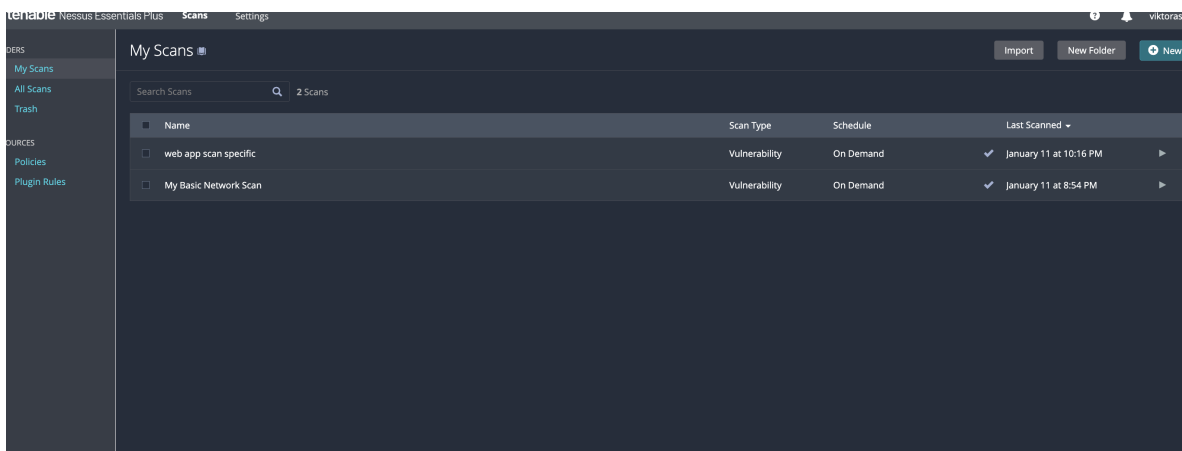 tenable Nessus Essentials Plus Scans Settings viktoras
DERS
My Scans
All Scans
Trash
OURCES
Policies
Plugin Rules
My Scans
Import New Folder New
Search Scans 2 Scans
Name Scan Type Schedule Last Scanned
web app scan specific Vulnerability On Demand January 11 at 10:16 PM
My Basic Network Scan Vulnerability On Demand January 11 at 8:54 PM